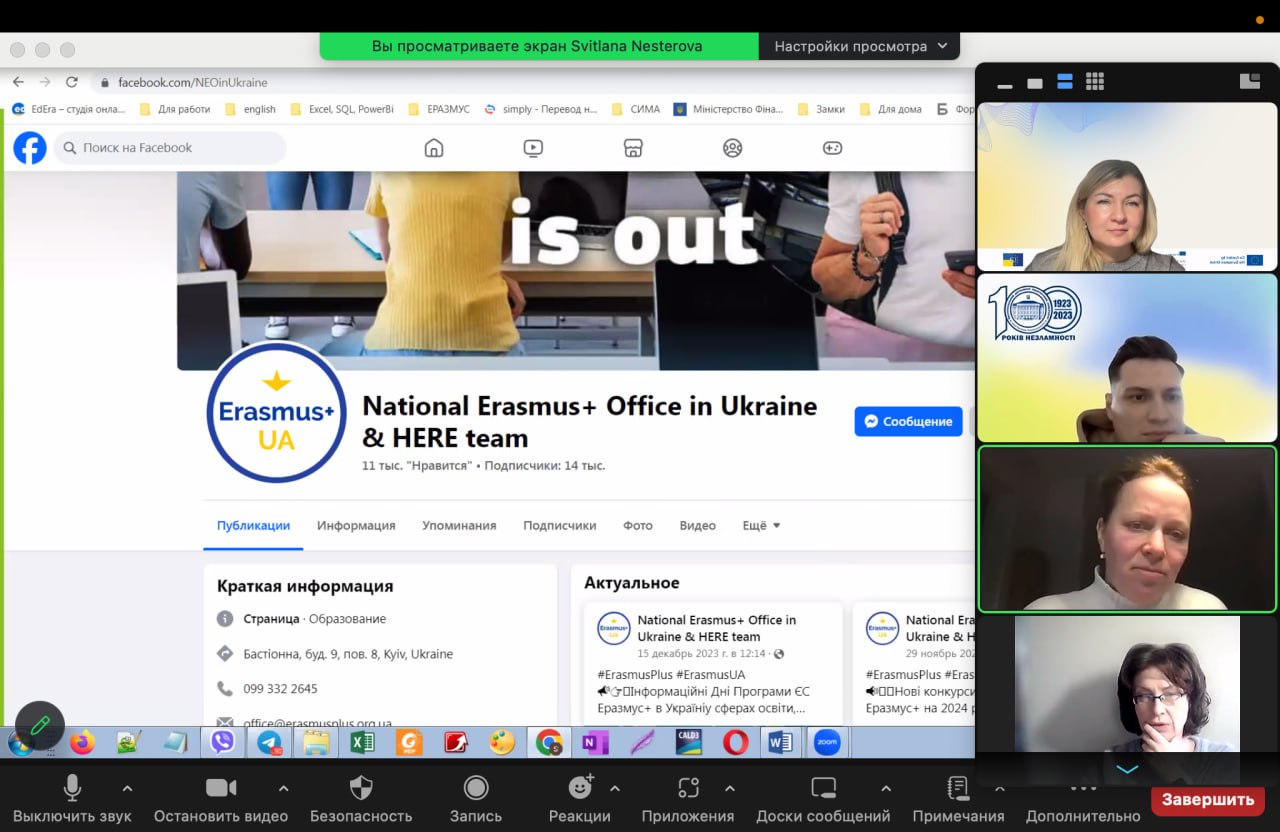 Вы просматриваете экран Svitlana Nesterova
Настройки просмотра
facebook.com/NEOinUkraine
EdEra – студія онла...
Для работи
english
Excel, SQL, PowerBi
ЕРАЗМУС
simply - Перевод н...
СИМА
Міністерство Фіна...
Замки
Для дома
Фор
Поиск на Facebook
is out
1923
100
2023
РОКІВ НЕЗЛАМНОСТІ
Erasmus+
UA
National Erasmus+ Office in Ukraine
& HERE team
11 тыс. "Нравится" • Подписчики: 14 тыс.
Сообщение
Публикации
Информация
Упоминания
Подписчики
Фото
Видео
Ещё
Краткая информация
Страница · Образование
Бастіонна, буд. 9, пов. 8, Kyiv, Ukraine
099 332 2645
office@erasmusplus.org.ua
Актуальное
National Erasmus+ Office in
Ukraine & HERE team
15 декабрь 2023 г. в 12:14 ·
#ErasmusPlus #ErasmusUA
Інформаційні Дні Програми ЄС
Еразмус+ в Україніу сферах освіти,...
National Era
Ukraine & H
29 ноябрь 202
#ErasmusPlus #Eras
Нові конкурси
Еразмус+ на 2024 р
CALD3
zoom
Выключить звук
Остановить видео
Безопасность
Запись
Реакции
Приложения
Доски сообщений
Примечания
Дополнительно
Завершить